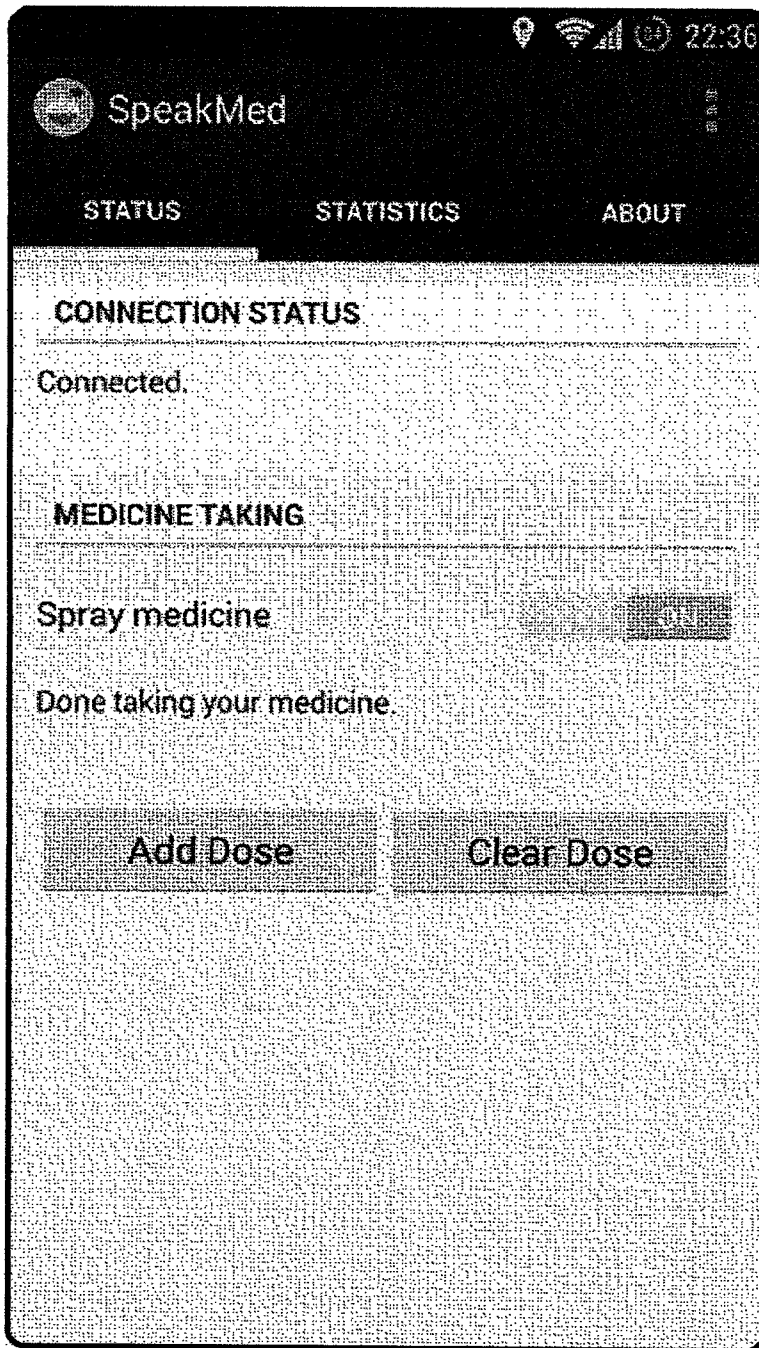 22:36
SpeakMed
STATUS STATISTICS ABOUT
CONNECTION STATUS
Connected.
MEDICINE TAKING
Spray medicine ON
Done taking your medicine.
Add Dose Clear Dose